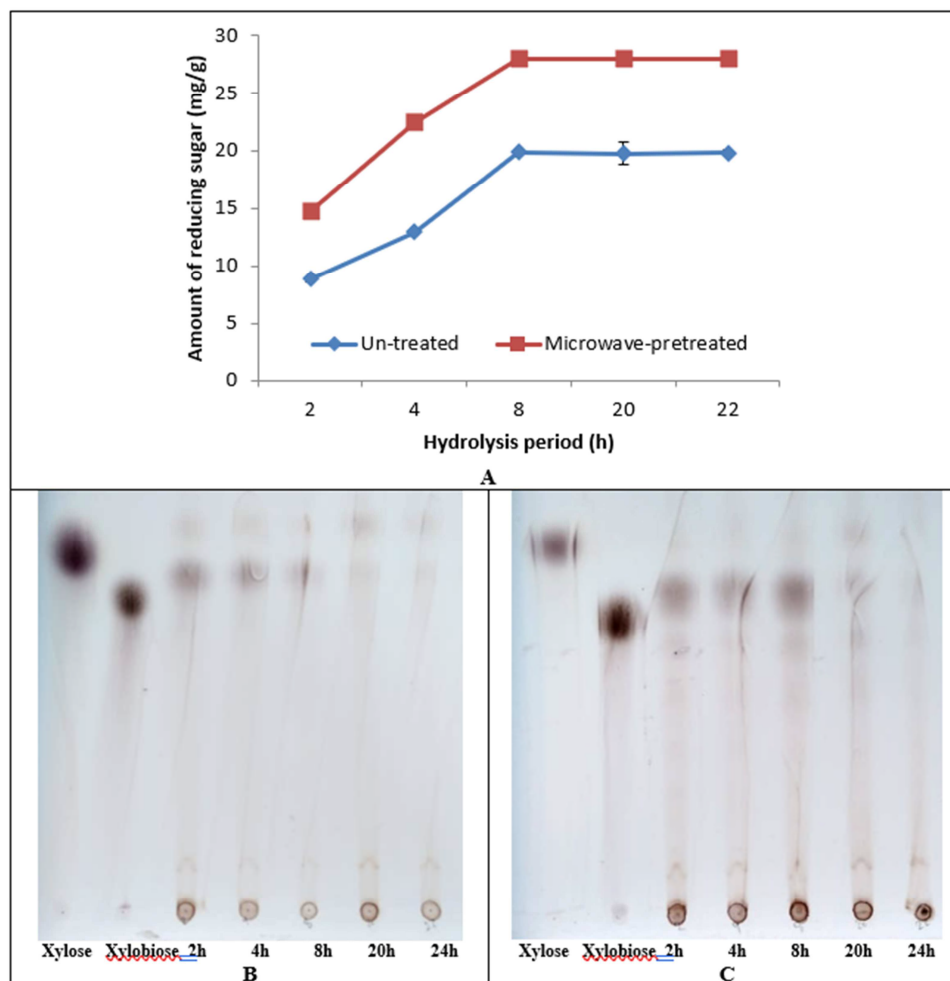 30
25
20
15
10
5
0
Amount of reducing sugar (mg/g)
Un-treated Microwave-pretreated
2 4 8 20 22
Hydrolysis period (h)
A
Xylose Xylobiose 2h 4h 8h 20h 24h
B
Xylose Xylobiose 2h 4h 8h 20h 24h
C